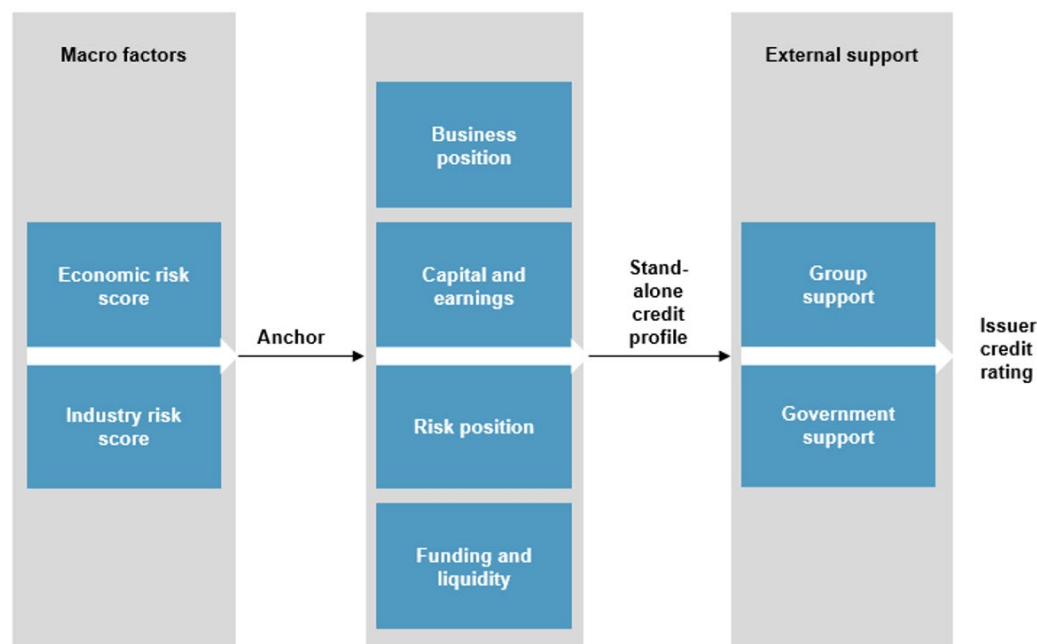 Macro factors
Economic risk
score
Industry risk
score
Anchor
Business
position
Capital and
earnings
Risk position
Funding and
liquidity
Stand-
alone
credit
profile
External support
Group
support
Government
support
Issuer
credit
rating